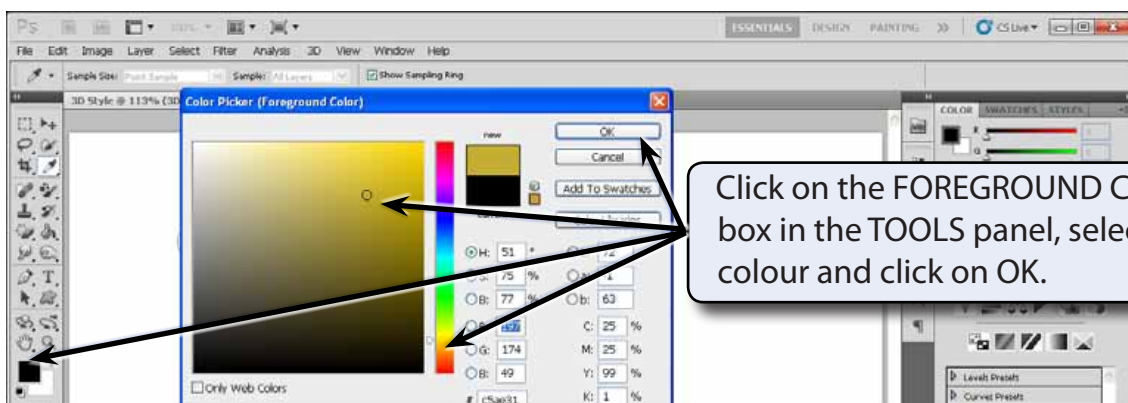 Ps
ESSENTIALS DESIGN PAINTING >> CS Live
File Edit Image Layer Select Filter Analysis 3D View Window Help
Sample Size: Point Sample Sample: All Layers Show Sampling Ring
3D Style @ 113% (3D
Color Picker (Foreground Color)
COLOR SWATCHES STYLES
new
OK
Cancel
Add To Swatches
G
Click on the FOREGROUND C
box in the TOOLS panel, selec
colour and click on OK.
H: 51 °
72
75 %
B: 77 %
b: 63
C: 25 %
G: 174
M: 25 %
B: 49
Y: 99 %
Only Web Colors
# c5ae31
K: 1 %
Levels Presets
Curves Presets